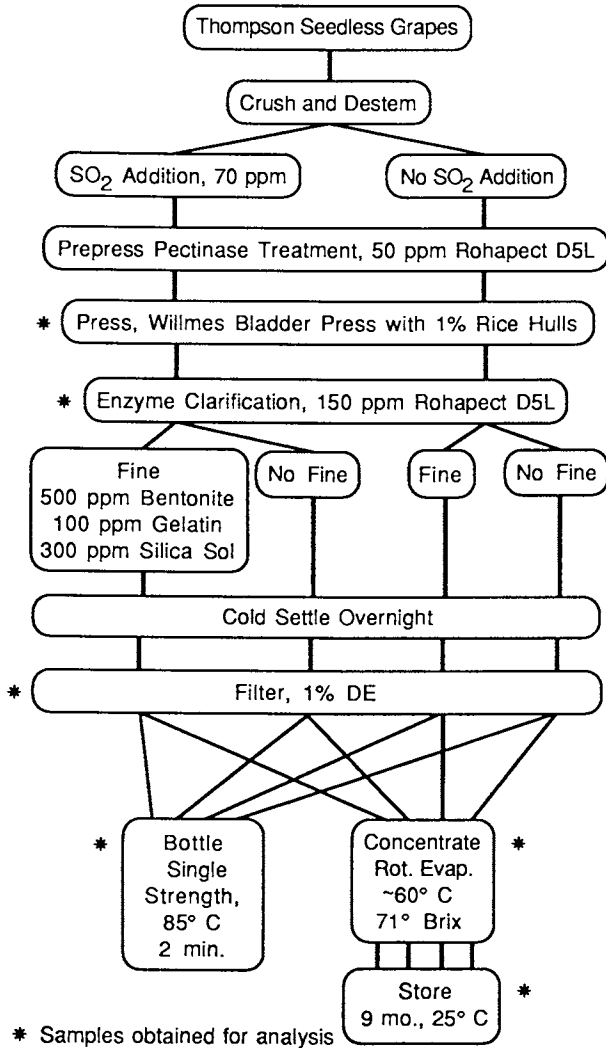 Thompson Seedless Grapes
Crush and Destem
SO2 Addition, 70 ppm
No SO2 Addition
Prepress Pectinase Treatment, 50 ppm Rohapect D5L
* Press, Willmes Bladder Press with 1% Rice Hulls
* Enzyme Clarification, 150 ppm Rohapect D5L
Fine
500 ppm Bentonite
100 ppm Gelatin
300 ppm Silica Sol
No Fine
Fine
No Fine
Cold Settle Overnight
* Filter, 1% DE
* Bottle
Single
Strength,
85° C
2 min.
Concentrate *
Rot. Evap.
~60° C
71° Brix
Store *
9 mo., 25° C
* Samples obtained for analysis